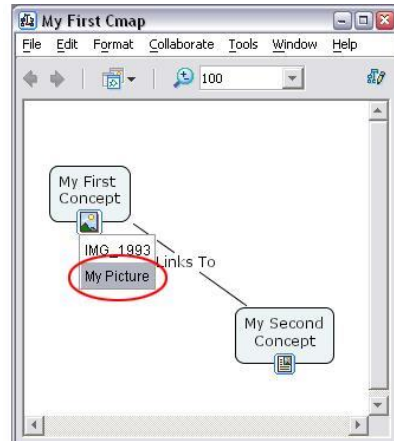 My First Cmap
File Edit Format Collaborate Tools Window Help
100
My First
Concept
IMG_1993
Links To
My Picture
My Second
Concept